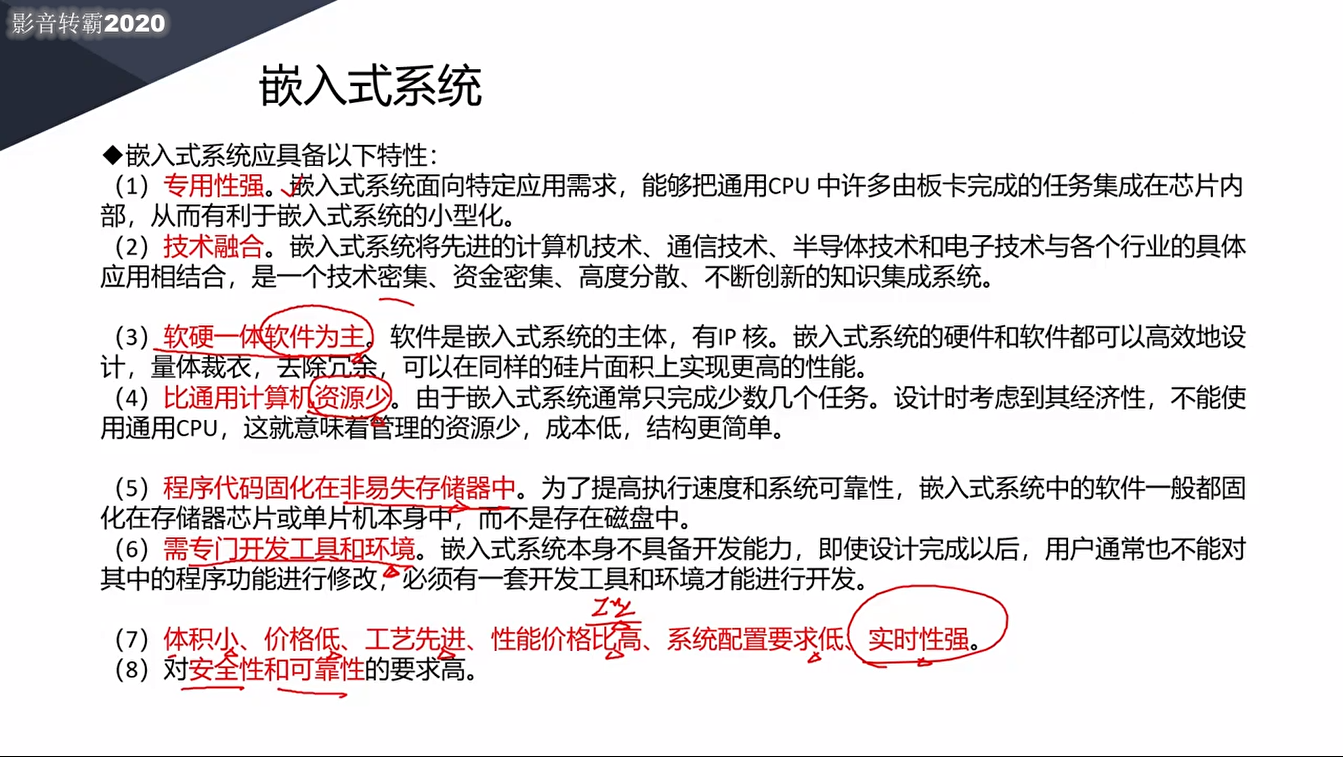 影音转霸2020
嵌入式系统
◆嵌入式系统应具备以下特性：
（1）专用性强。嵌入式系统面向特定应用需求，能够把通用CPU 中许多由板卡完成的任务集成在芯片内
部，从而有利于嵌入式系统的小型化。
（2）技术融合。嵌入式系统将先进的计算机技术、通信技术、半导体技术和电子技术与各个行业的具体
应用相结合，是一个技术密集、资金密集、高度分散、不断创新的知识集成系统。
（3）软硬一体软件为主。软件是嵌入式系统的主体，有IP 核。嵌入式系统的硬件和软件都可以高效地设
计，量体裁衣，去除冗余，可以在同样的硅片面积上实现更高的性能。
（4）比通用计算机资源少。由于嵌入式系统通常只完成少数几个任务。设计时考虑到其经济性，不能使
用通用CPU，这就意味着管理的资源少，成本低，结构更简单。
（5）程序代码固化在非易失存储器中。为了提高执行速度和系统可靠性，嵌入式系统中的软件一般都固
化在存储器芯片或单片机本身中，而不是存在磁盘中。
（6）需专门开发工具和环境。嵌入式系统本身不具备开发能力，即使设计完成以后，用户通常也不能对
其中的程序功能进行修改，必须有一套开发工具和环境才能进行开发。
（7）体积小、价格低、工艺先进、性能价格比高、系统配置要求低、实时性强。
（8）对安全性和可靠性的要求高。